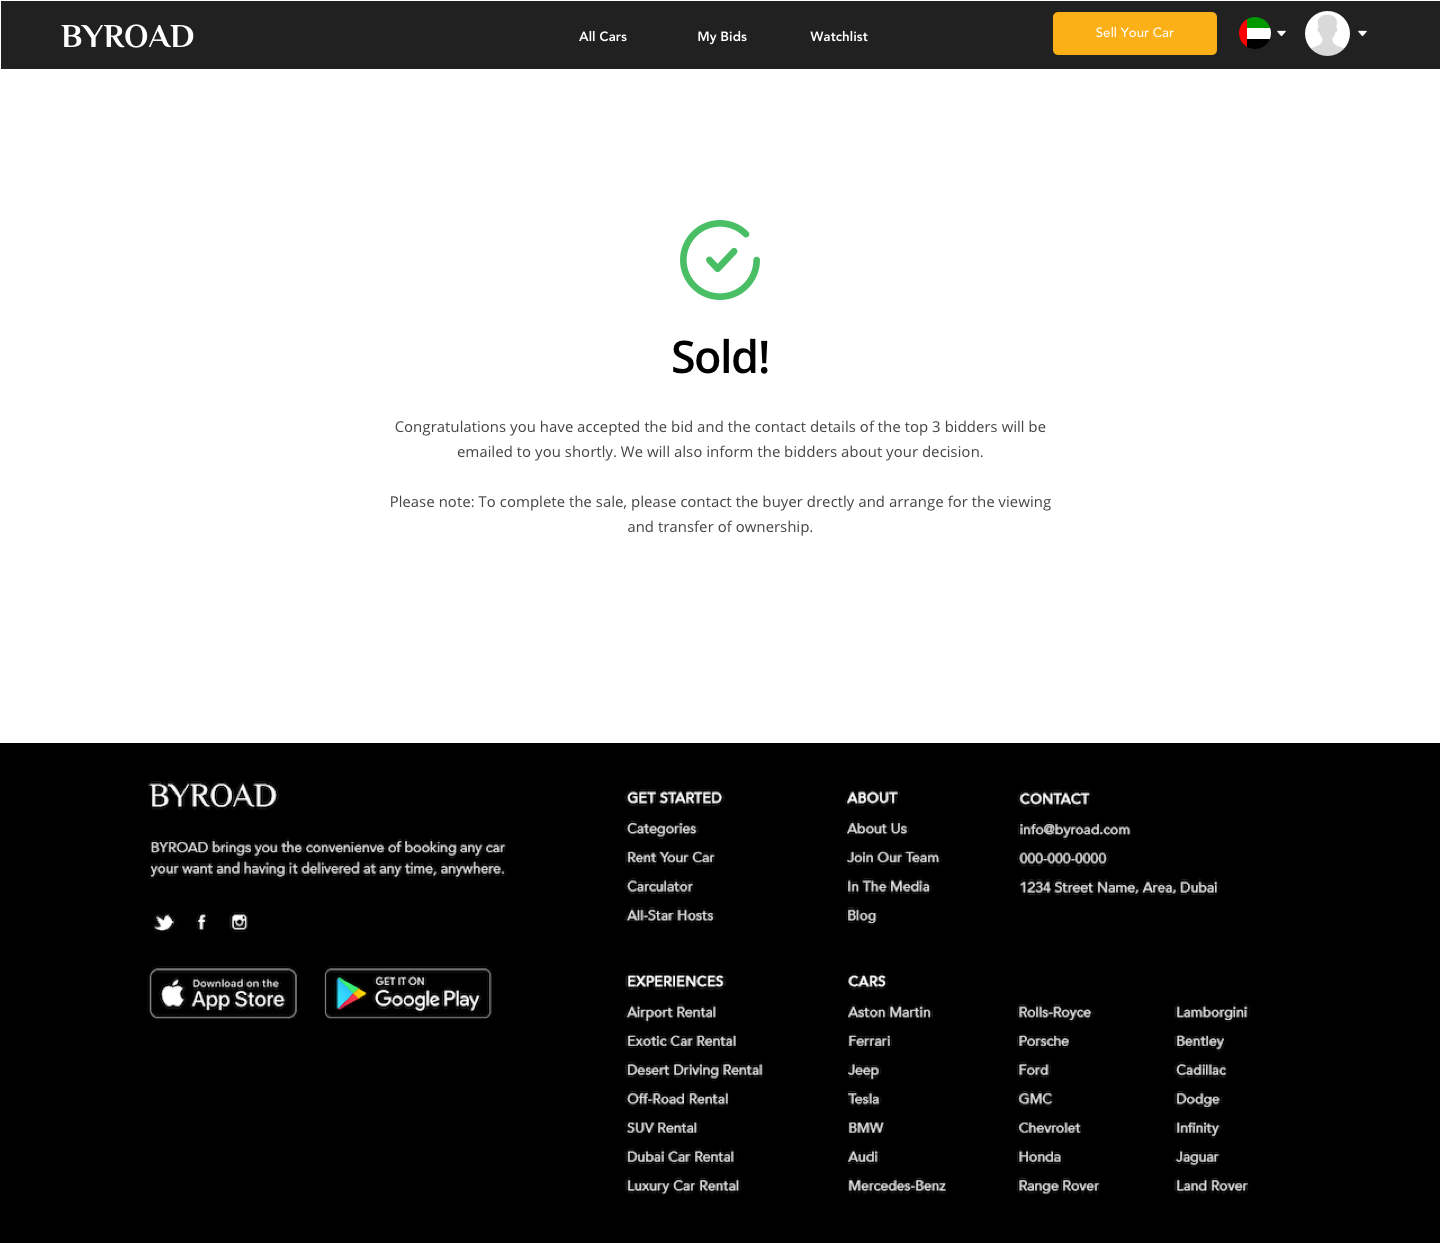 BYROAD
All Cars
My Bids
Watchlist
Sell Your Car
Sold!
Congratulations you have accepted the bid and the contact details of the top 3 bidders will be
emailed to you shortly. We will also inform the bidders about your decision.
Please note: To complete the sale, please contact the buyer drectly and arrange for the viewing
and transfer of ownership.
BYROAD
BYROAD brings you the convenienve of booking any car
your want and having it delivered at any time, anywhere.
Download on the
App Store
GET IT ON
Google Play
GET STARTED
Categories
Rent Your Car
Carculator
All-Star Hosts
ABOUT
About Us
Join Our Team
In The Media
Blog
CONTACT
info@byroad.com
000-000-0000
1234 Street Name, Area, Dubai
EXPERIENCES
Airport Rental
Exotic Car Rental
Desert Driving Rental
Off-Road Rental
SUV Rental
Dubai Car Rental
Luxury Car Rental
CARS
Aston Martin
Ferrari
Jeep
Tesla
BMW
Audi
Mercedes-Benz
Rolls-Royce
Porsche
Ford
GMC
Chevrolet
Honda
Range Rover
Lamborgini
Bentley
Cadillac
Dodge
Infinity
Jaguar
Land Rover